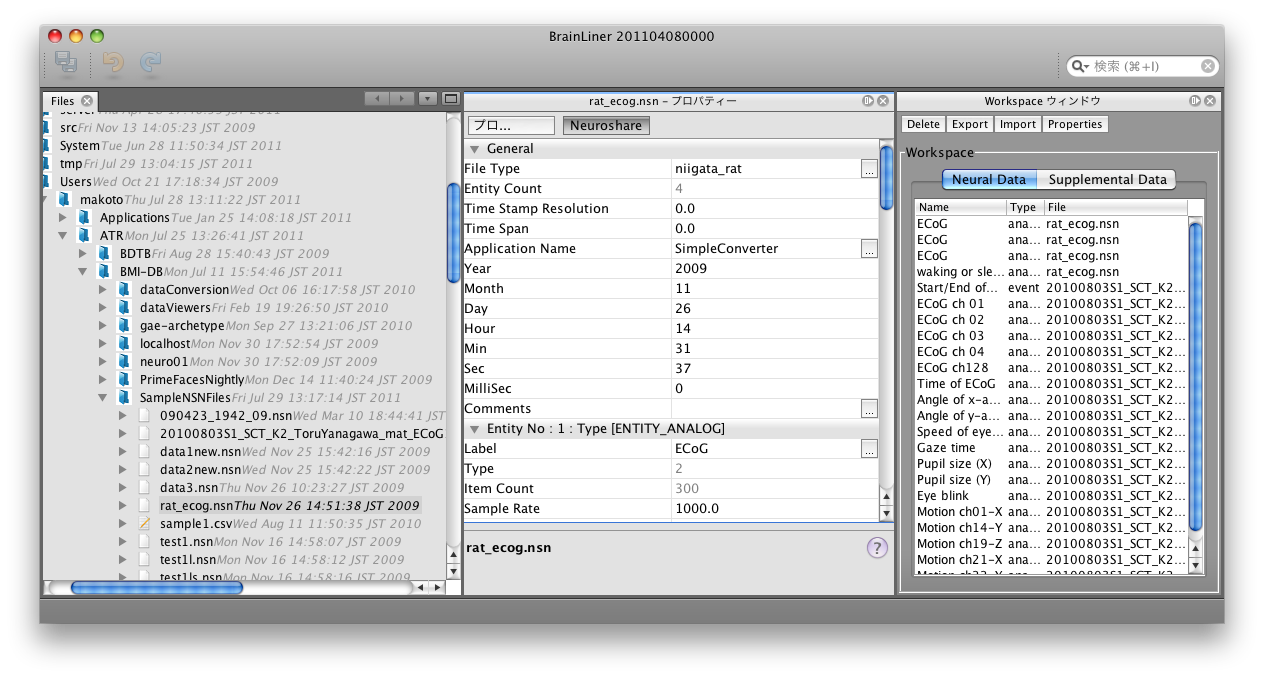 BrainLiner 201104080000
検索 (⌘+I)
Files
src Fri Nov 13 14:05:23 JST 2009
System Tue Jun 28 11:50:34 JST 2011
tmp Fri Jul 29 13:04:15 JST 2011
Users Wed Oct 21 17:18:34 JST 2009
makoto Thu Jul 28 13:11:22 JST 2011
Applications Tue Jan 25 14:08:18 JST 2011
ATR Mon Jul 25 13:26:41 JST 2011
BDTB Fri Aug 28 15:40:43 JST 2009
BMI-DB Mon Jul 11 15:54:46 JST 2011
dataConversion Wed Oct 06 16:17:58 JST 2010
dataViewers Fri Feb 19 19:26:50 JST 2010
gae-archetype Mon Sep 27 13:21:06 JST 2010
localhost Mon Nov 30 17:52:54 JST 2009
neuro01 Mon Nov 30 17:52:09 JST 2009
PrimeFacesNightly Mon Dec 14 11:40:24 JST 2009
SampleNSNFiles Fri Jul 29 13:17:14 JST 2011
090423_1942_09.nsn Wed Mar 10 18:44:41 JST
20100803S1_SCT_K2_ToruYanagawa_mat_ECoG
data1new.nsn Wed Nov 25 15:42:16 JST 2009
data2new.nsn Wed Nov 25 15:42:22 JST 2009
data3.nsn Thu Nov 26 10:23:27 JST 2009
rat_ecog.nsn Thu Nov 26 14:51:38 JST 2009
sample1.csv Wed Aug 11 11:50:35 JST 2010
test1.nsn Mon Nov 16 14:58:07 JST 2009
test1l.nsn Mon Nov 16 14:58:12 JST 2009
test1ls.nsn Mon Nov 16 14:58:16 JST 2009
rat_ecog.nsn – プロパティー
プロ... Neuroshare
General
File Type niigata_rat ...
Entity Count 4
Time Stamp Resolution 0.0
Time Span 0.0
Application Name SimpleConverter ...
Year 2009
Month 11
Day 26
Hour 14
Min 31
Sec 37
MilliSec 0
Comments ...
Entity No : 1 : Type [ENTITY_ANALOG]
Label ECoG ...
Type 2
Item Count 300
Sample Rate 1000.0
rat_ecog.nsn ?
Workspace ウィンドウ
Delete Export Import Properties
Workspace
Neural Data Supplemental Data
Name Type File
ECoG ana... rat_ecog.nsn
ECoG ana... rat_ecog.nsn
ECoG ana... rat_ecog.nsn
waking or sle... ana... rat_ecog.nsn
Start/End of... event 20100803S1_SCT_K2...
ECoG ch 01 ana... 20100803S1_SCT_K2...
ECoG ch 02 ana... 20100803S1_SCT_K2...
ECoG ch 03 ana... 20100803S1_SCT_K2...
ECoG ch 04 ana... 20100803S1_SCT_K2...
ECoG ch128 ana... 20100803S1_SCT_K2...
Time of ECoG ana... 20100803S1_SCT_K2...
Angle of x-a... ana... 20100803S1_SCT_K2...
Angle of y-a... ana... 20100803S1_SCT_K2...
Speed of eye... ana... 20100803S1_SCT_K2...
Gaze time ana... 20100803S1_SCT_K2...
Pupil size (X) ana... 20100803S1_SCT_K2...
Pupil size (Y) ana... 20100803S1_SCT_K2...
Eye blink ana... 20100803S1_SCT_K2...
Motion ch01-X ana... 20100803S1_SCT_K2...
Motion ch14-Y ana... 20100803S1_SCT_K2...
Motion ch19-Z ana... 20100803S1_SCT_K2...
Motion ch21-X ana... 20100803S1_SCT_K2...